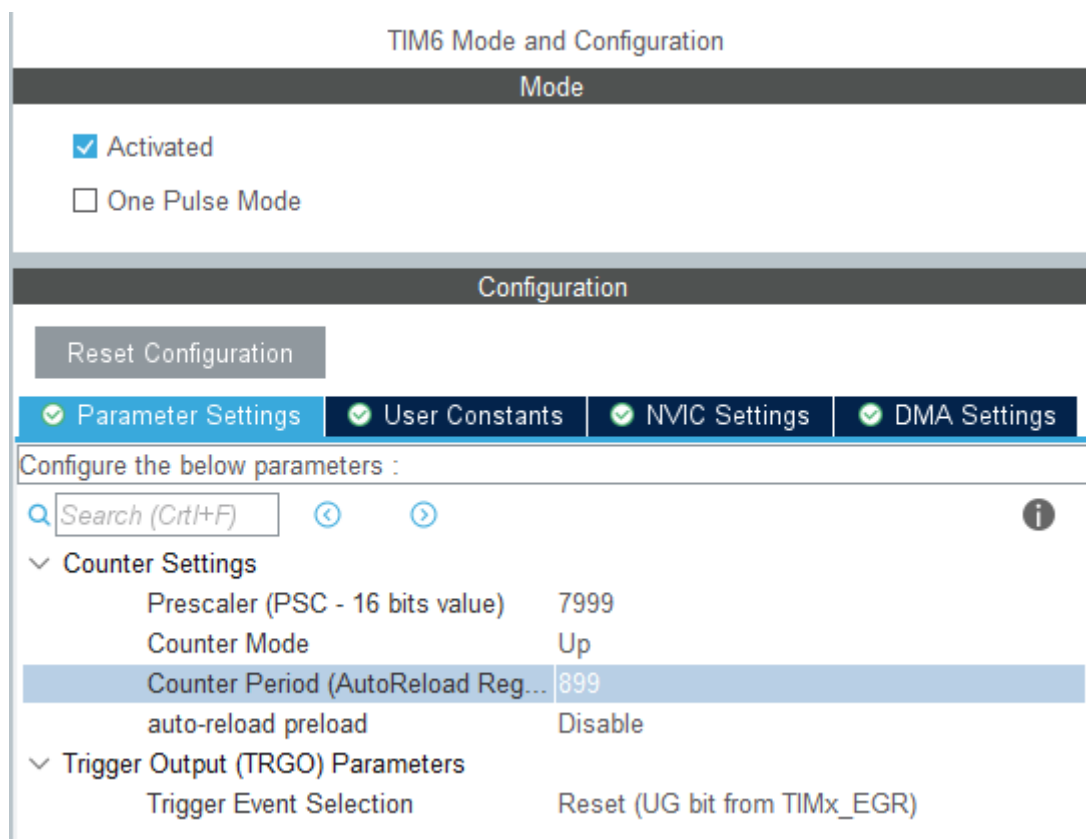 TIM6 Mode and Configuration
Mode
Activated
One Pulse Mode
Configuration
Reset Configuration
Parameter Settings User Constants NVIC Settings DMA Settings
Configure the below parameters :
Search (CrtI+F)
Counter Settings
Prescaler (PSC - 16 bits value) 7999
Counter Mode Up
Counter Period (AutoReload Reg... 899
auto-reload preload Disable
Trigger Output (TRGO) Parameters
Trigger Event Selection Reset (UG bit from TIMx_EGR)